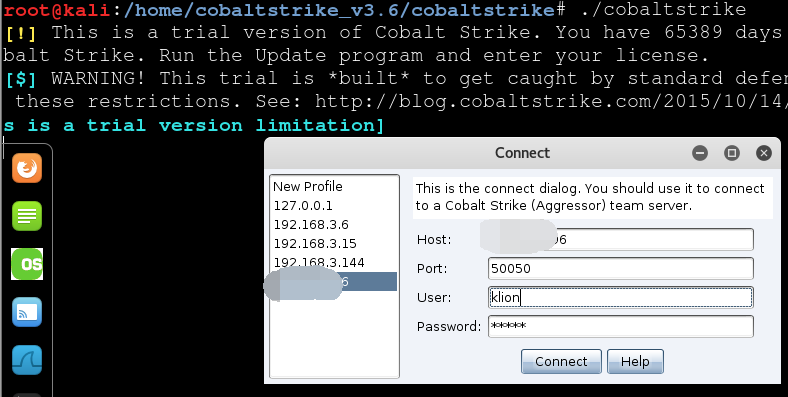 root@kali:/home/cobaltstrike_v3.6/cobaltstrike# ./cobaltstrike
[!] This is a trial version of Cobalt Strike. You have 65389 days
balt Strike. Run the Update program and enter your license.
[$] WARNING! This trial is *built* to get caught by standard defen
these restrictions. See: http://blog.cobaltstrike.com/2015/10/14/
s is a trial version limitation]
Connect
New Profile
127.0.0.1
192.168.3.6
192.168.3.15
192.168.3.144
6
This is the connect dialog. You should use it to connect
to a Cobalt Strike (Aggressor) team server.
Host: 06
Port: 50050
User: klion
Password: *****
Connect Help
OS